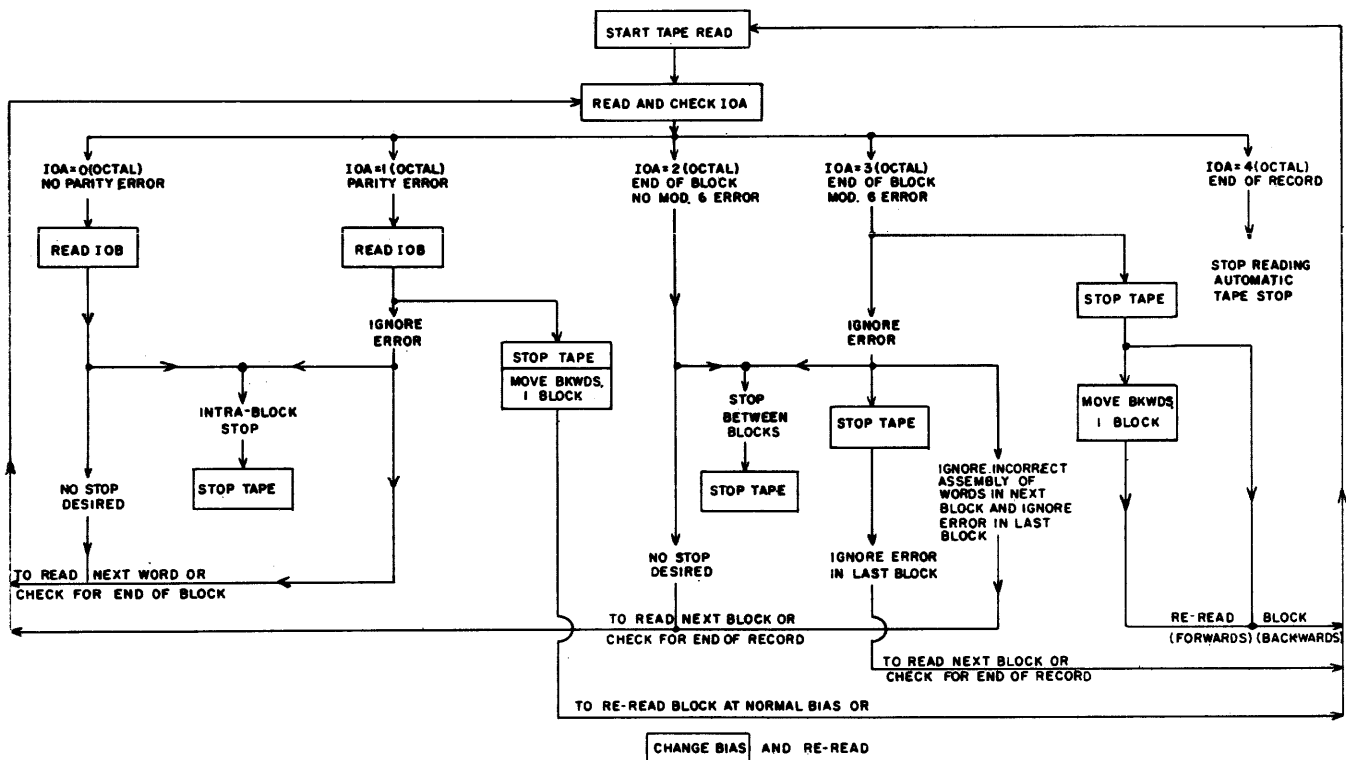 START TAPE READ
READ AND CHECK IOA
IOA=0(OCTAL)
NO PARITY ERROR
IOA=1(OCTAL)
PARITY ERROR
IOA=2(OCTAL)
END OF BLOCK
NO MOD. 6 ERROR
IOA=3(OCTAL)
END OF BLOCK
MOD. 6 ERROR
IOA=4(OCTAL)
END OF RECORD
READ IOB
READ IOB
STOP READING
AUTOMATIC
TAPE STOP
STOP TAPE
IGNORE
ERROR
IGNORE
ERROR
STOP TAPE
MOVE BKWDS,
1 BLOCK
MOVE BKWDS,
1 BLOCK
INTRA-BLOCK
STOP
STOP
BETWEEN
BLOCKS
STOP TAPE
STOP TAPE
STOP TAPE
IGNORE.INCORRECT
ASSEMBLY OF
WORDS IN NEXT
BLOCK AND IGNORE
ERROR IN LAST
BLOCK
NO STOP
DESIRED
NO STOP
DESIRED
IGNORE ERROR
IN LAST BLOCK
TO READ NEXT WORD OR
CHECK FOR END OF BLOCK
TO READ NEXT BLOCK OR
CHECK FOR END OF RECORD
RE-READ BLOCK
(FORWARDS) (BACKWARDS)
TO READ NEXT BLOCK OR
CHECK FOR END OF RECORD
TO RE-READ BLOCK AT NORMAL BIAS OR
CHANGE BIAS AND RE-READ